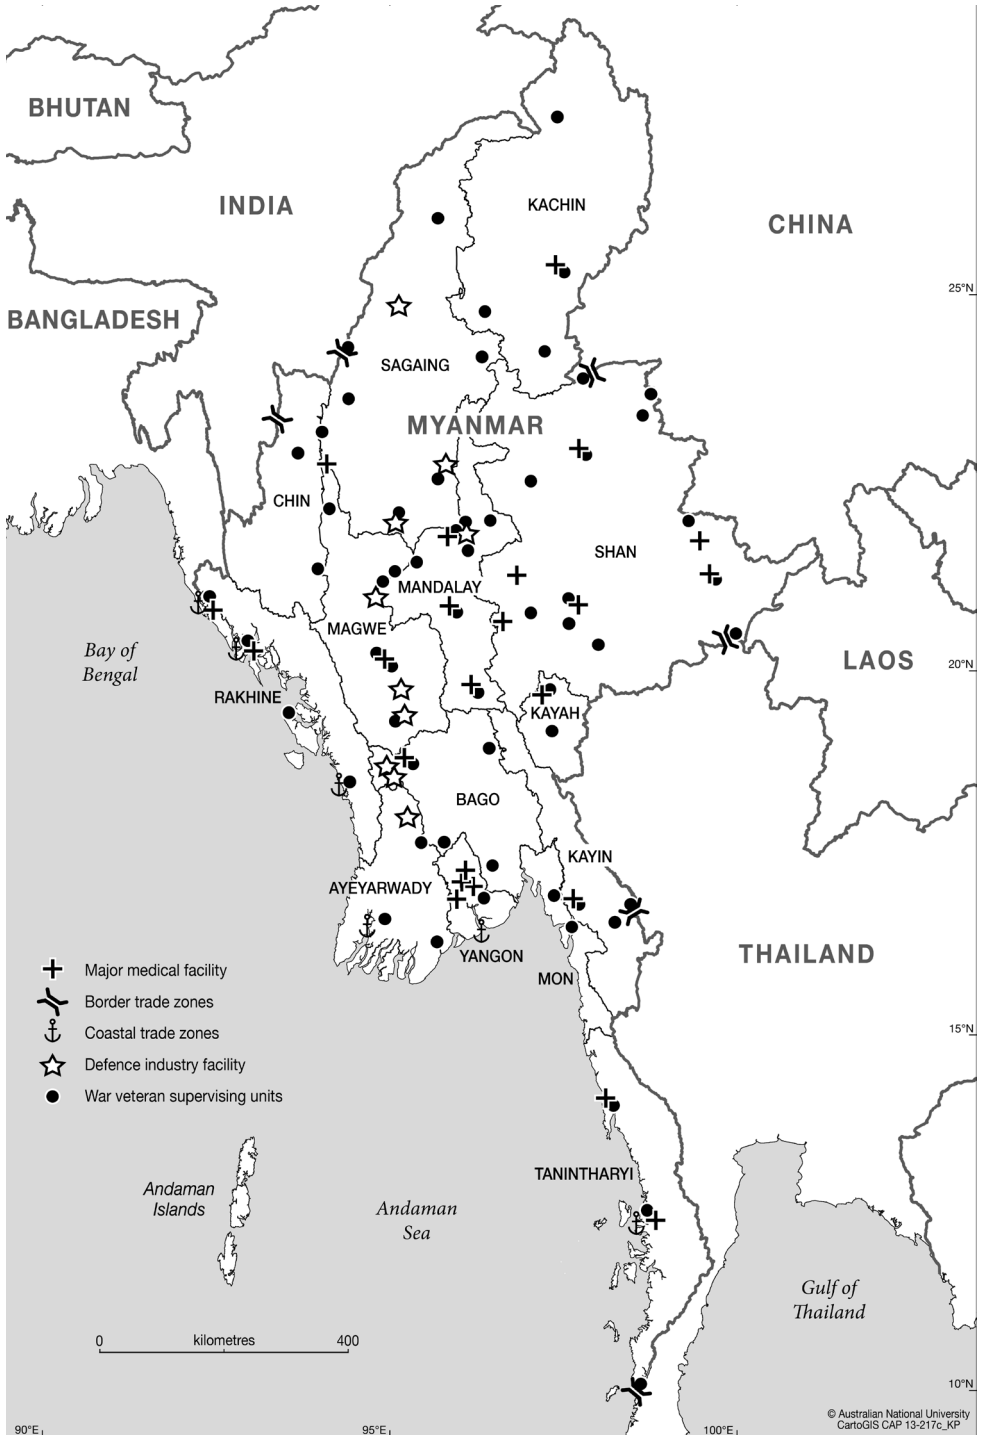 BHUTAN
INDIA
KACHIN
CHINA
25°N
BANGLADESH
SAGAING
MYANMAR
CHIN
SHAN
MANDALAY
MAGWE
Bay of
Bengal
LAOS
20°N
RAKHINE
KAYAH
BAGO
KAYIN
AYEYARWADY
YANGON
THAILAND
MON
Major medical facility
Border trade zones
Coastal trade zones
Defence industry facility
War veteran supervising units
15°N
TANINTHARYI
Andaman
Islands
Andaman
Sea
Gulf of
Thailand
0 kilometres 400
10°N
© Australian National University
CartoGIS CAP 13-217c_KP
90°E 95°E 100°E